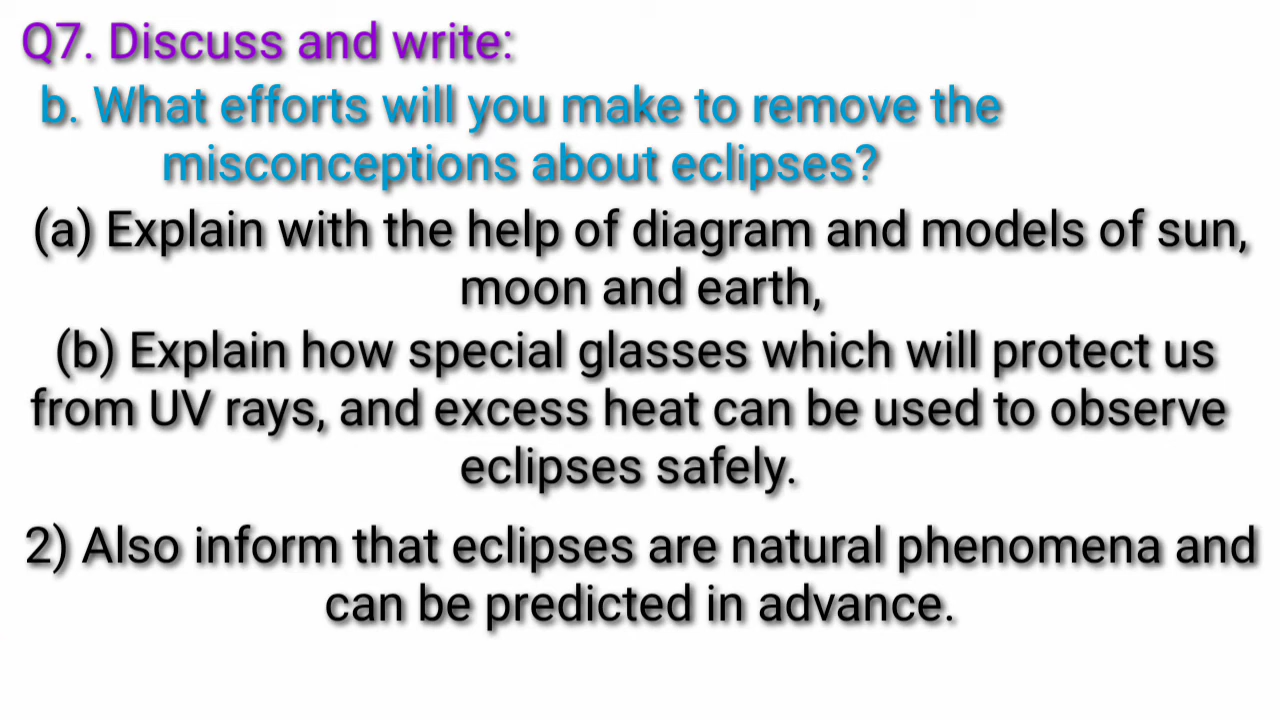 Q7. Discuss and write:
b. What efforts will you make to remove the
misconceptions about eclipses?
(a) Explain with the help of diagram and models of sun,
moon and earth,
(b) Explain how special glasses which will protect us
from UV rays, and excess heat can be used to observe
eclipses safely.
2) Also inform that eclipses are natural phenomena and
can be predicted in advance.